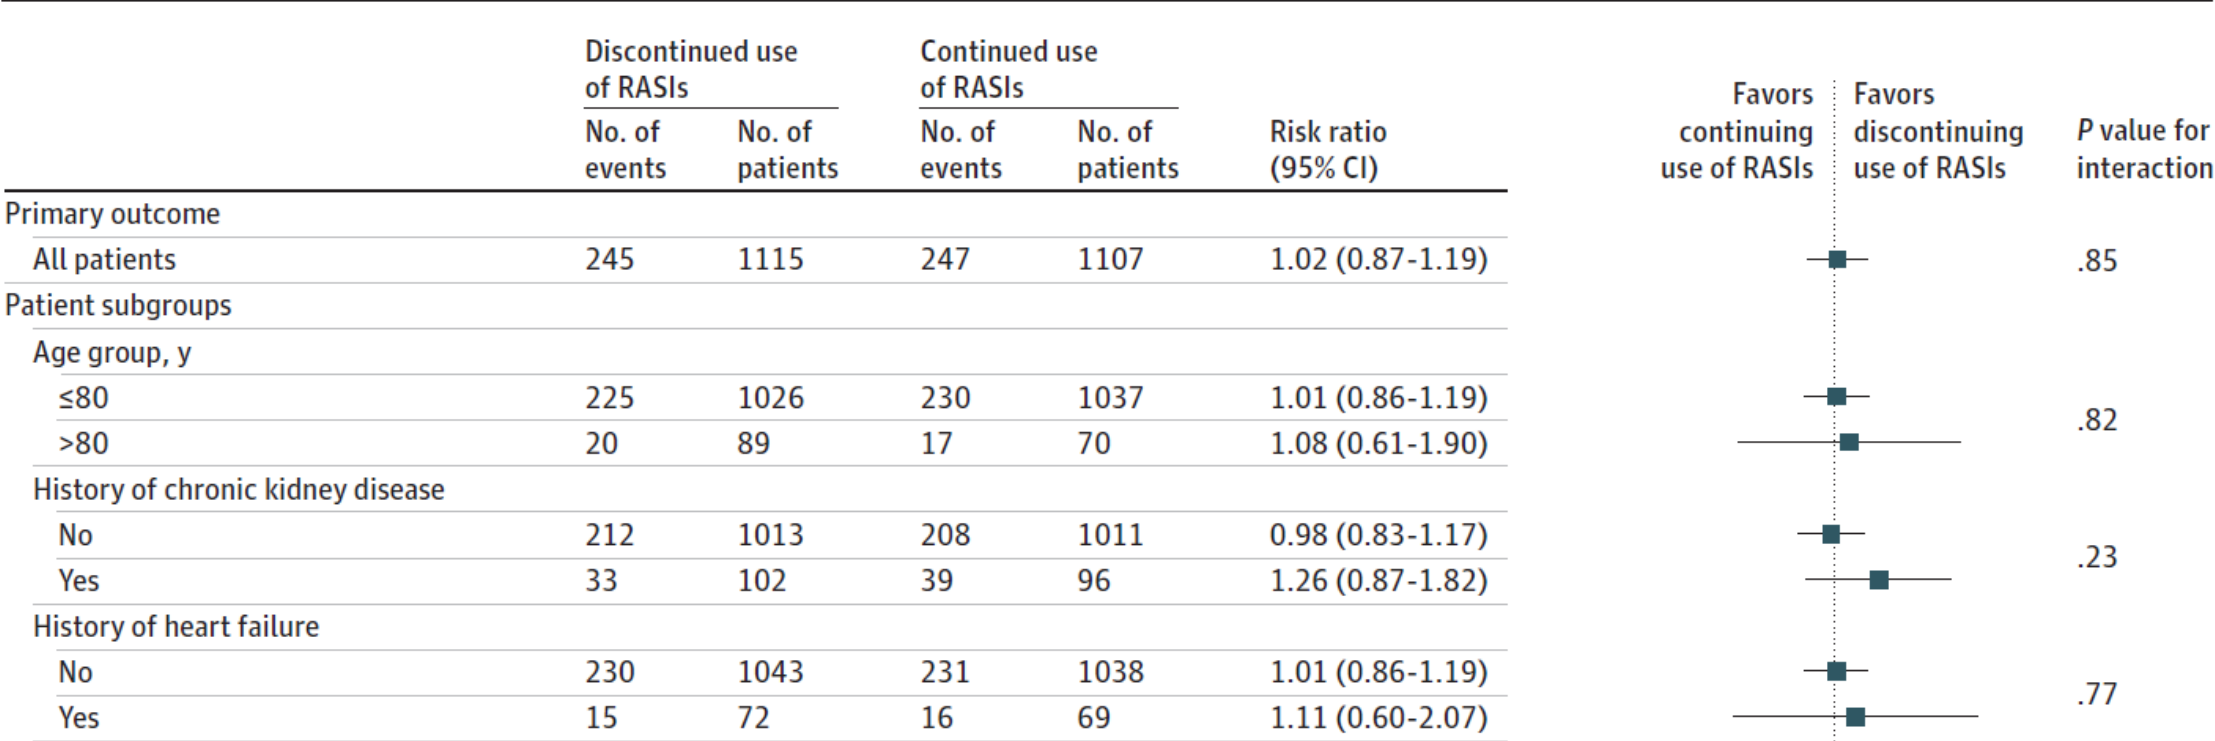 Discontinued use of RASIs
Continued use of RASIs
Favors continuing use of RASIs
Favors discontinuing use of RASIs
No. of events No. of patients No. of events No. of patients Risk ratio (95% CI) P value for interaction
Primary outcome
All patients 245 1115 247 1107 1.02 (0.87-1.19) .85
Patient subgroups
Age group, y
≤80 225 1026 230 1037 1.01 (0.86-1.19)
.82
>80 20 89 17 70 1.08 (0.61-1.90)
History of chronic kidney disease
No 212 1013 208 1011 0.98 (0.83-1.17)
.23
Yes 33 102 39 96 1.26 (0.87-1.82)
History of heart failure
No 230 1043 231 1038 1.01 (0.86-1.19)
.77
Yes 15 72 16 69 1.11 (0.60-2.07)